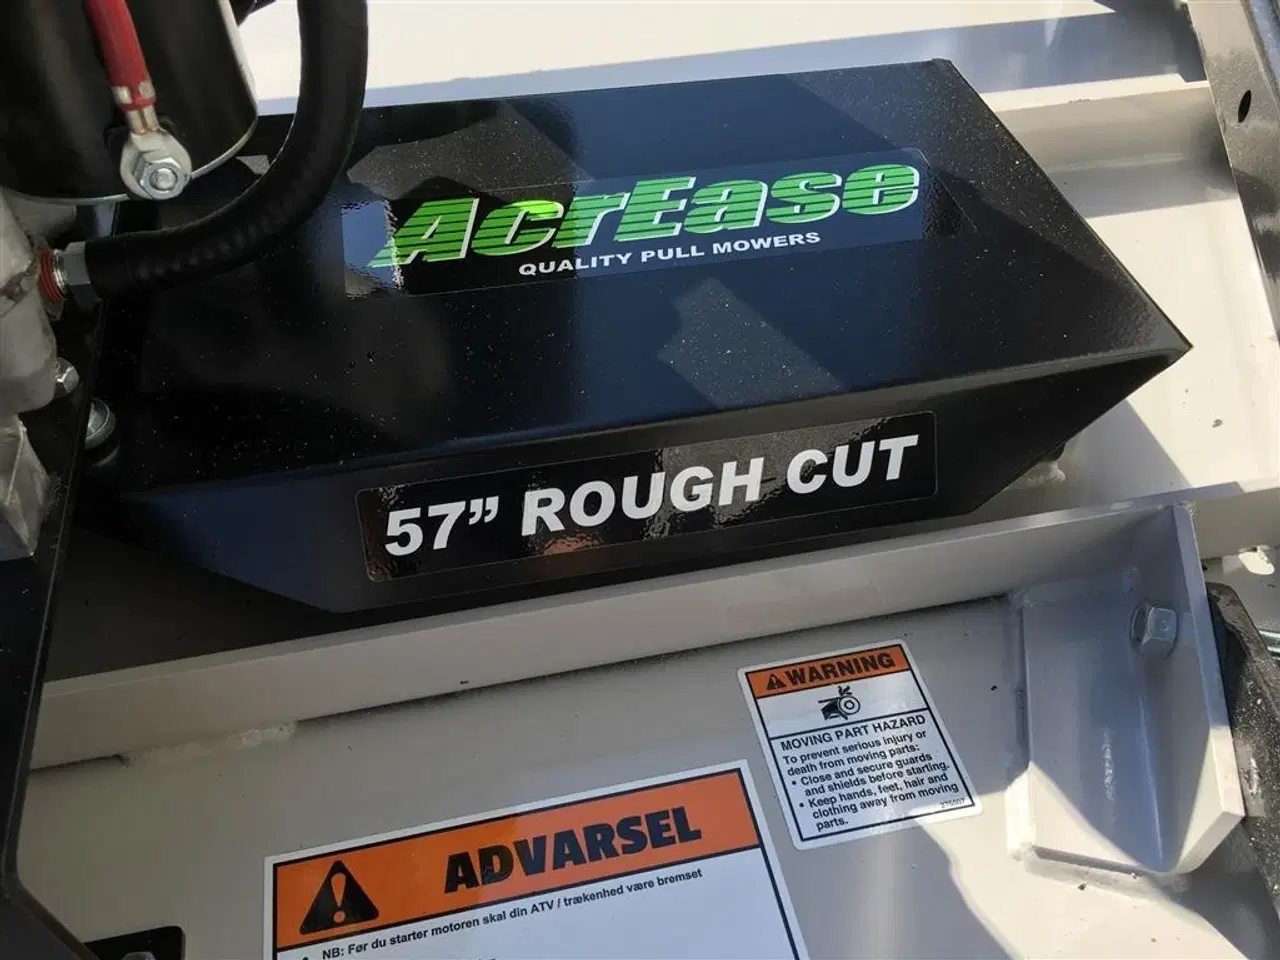 AcrEase
QUALITY PULL MOWERS
57” ROUGH CUT
WARNING
MOVING PART HAZARD
To prevent serious injury or
death from moving parts:
• Close and secure guards
and shields before starting.
• Keep hands, feet, hair and
clothing away from moving
parts.
275007
ADVARSEL
NB: Før du starter motoren skal din ATV / trækenhed være bremset